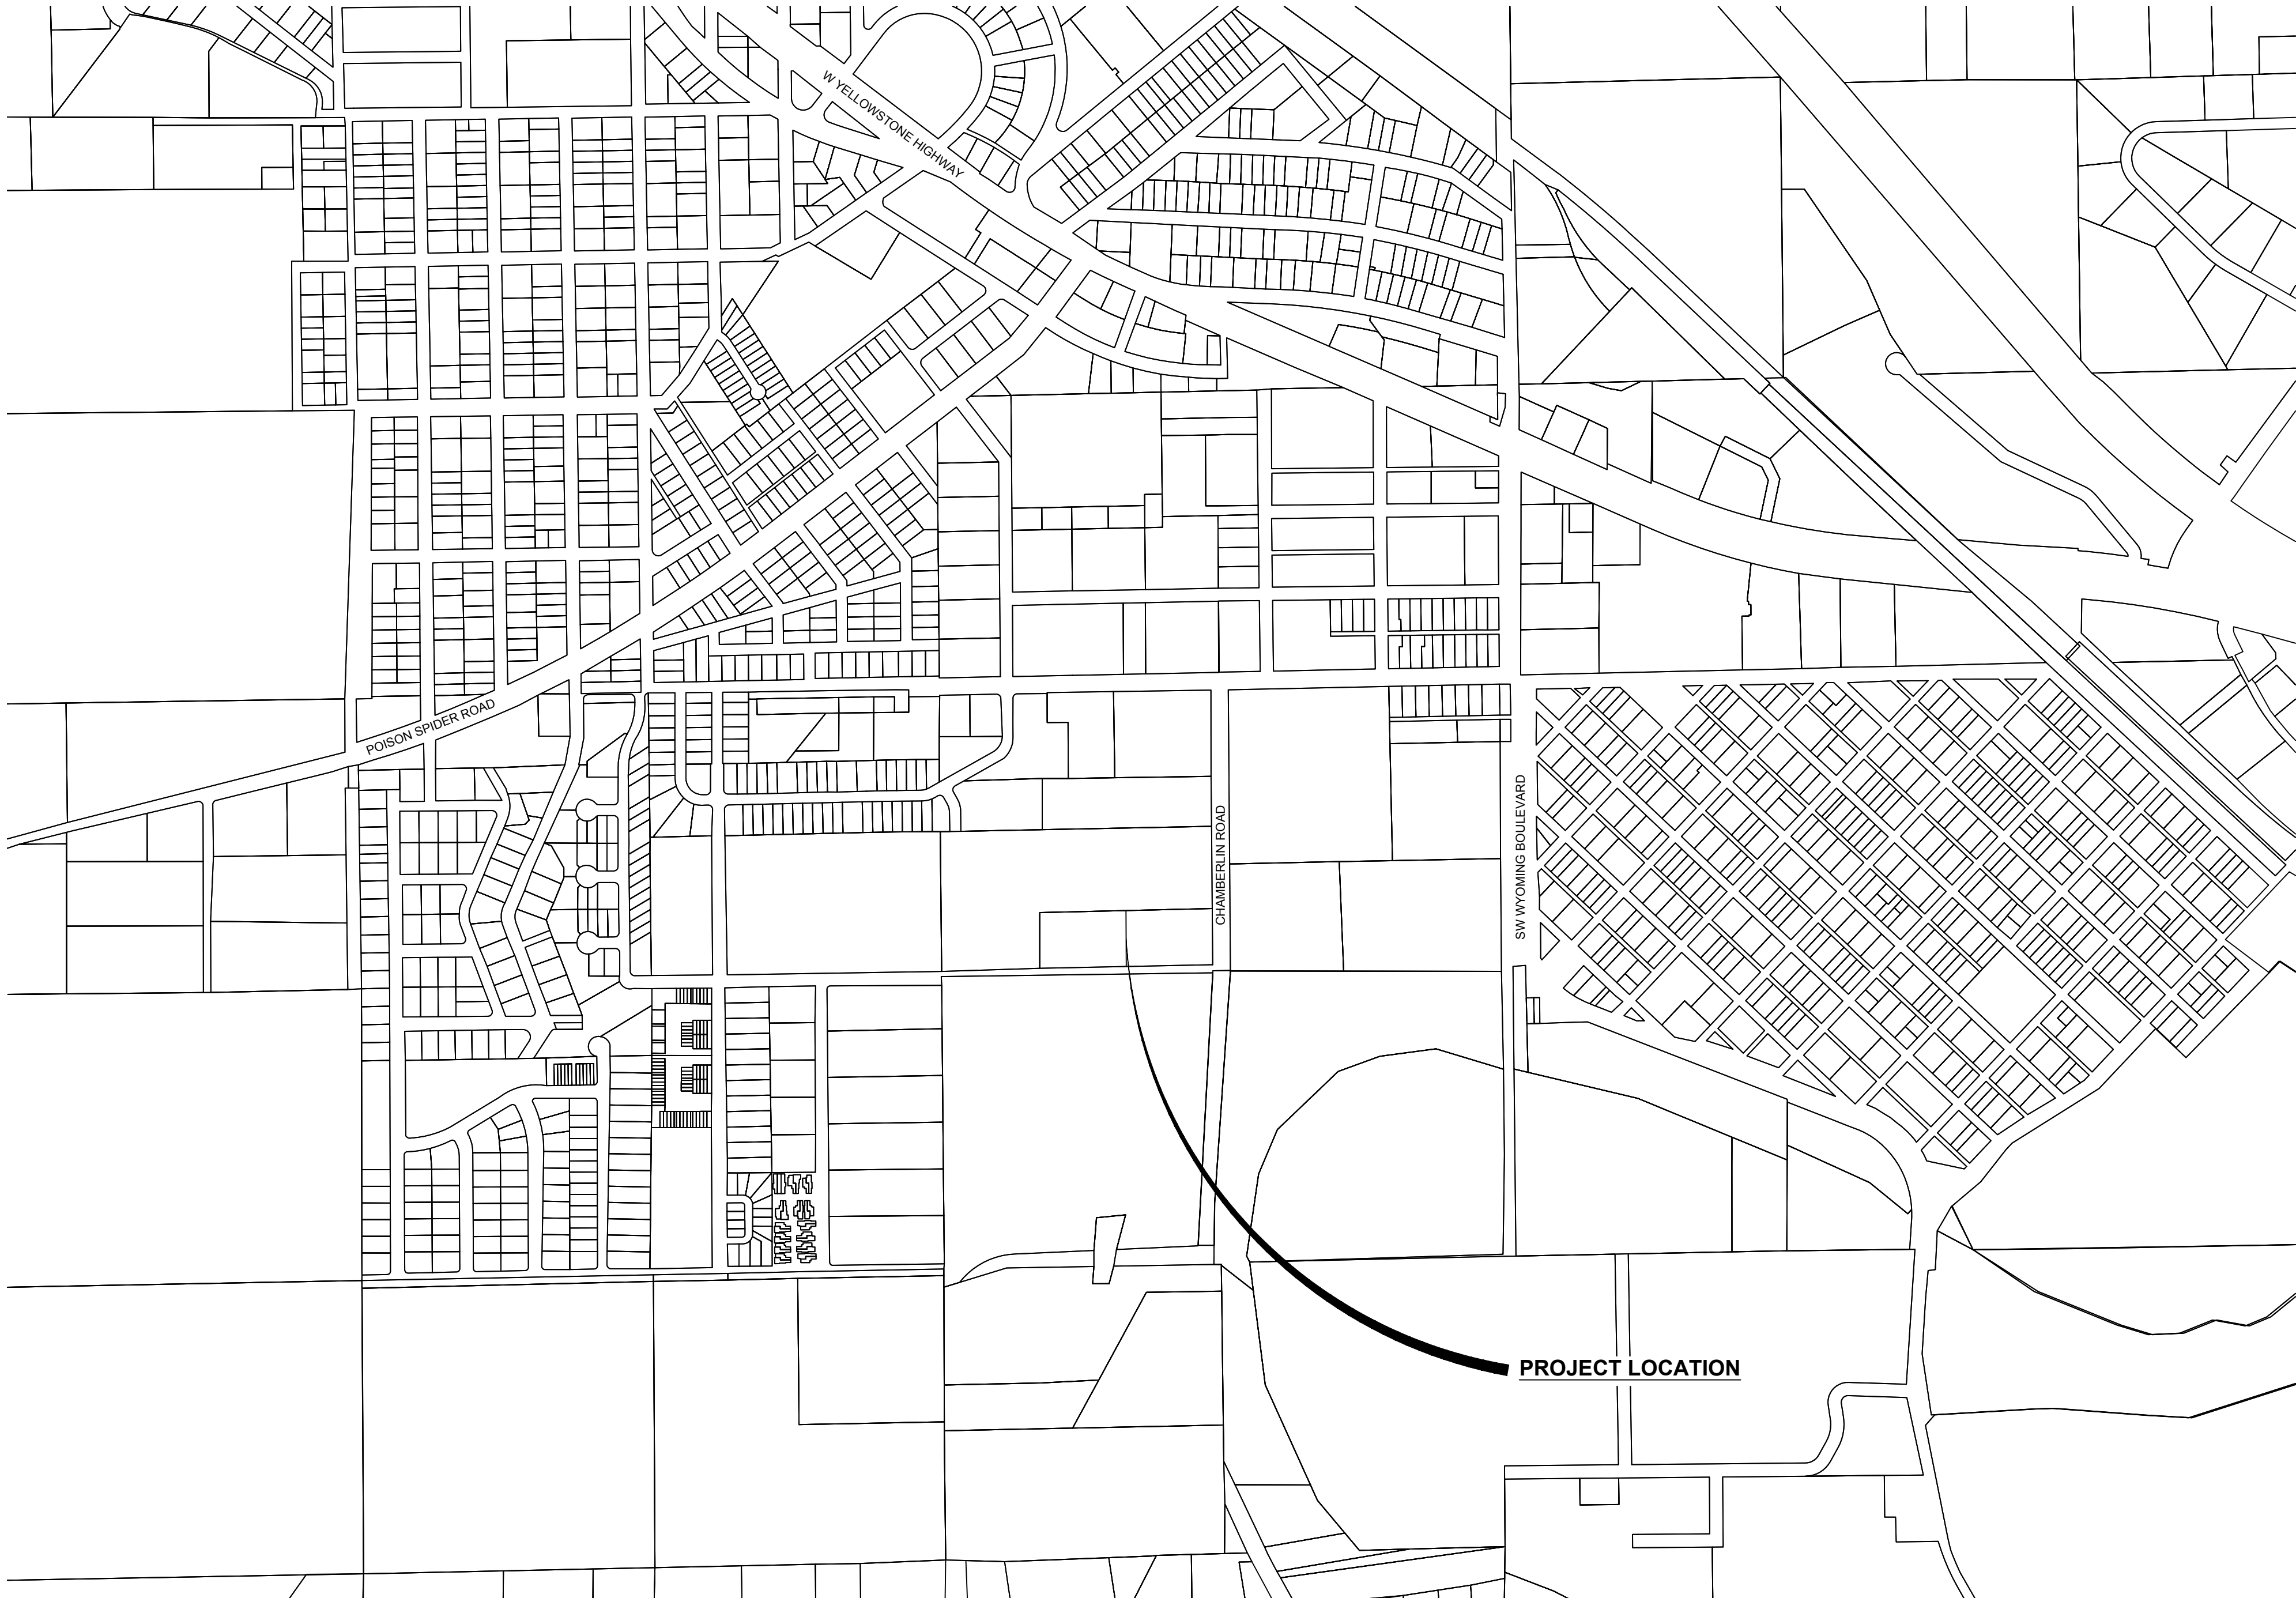 W YELLOWSTONE HIGHWAY
POISON SPIDER ROAD
CHAMBERLIN ROAD
SW WYOMING BOULEVARD
PROJECT LOCATION